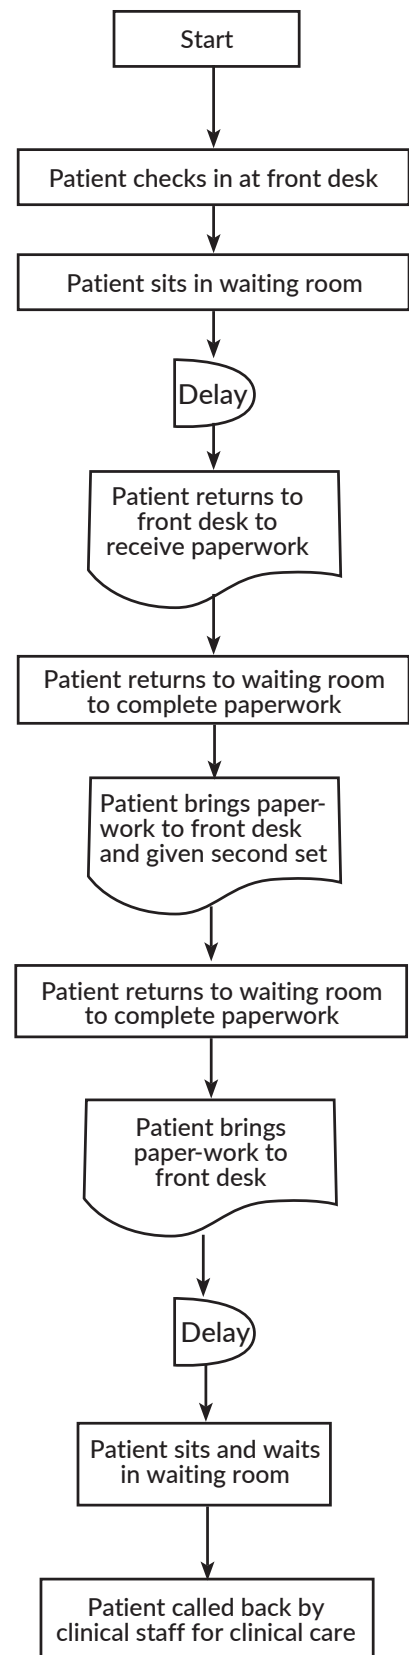 Start
Patient checks in at front desk
Patient sits in waiting room
Delay
Patient returns to
front desk to
receive paperwork
Patient returns to waiting room
to complete paperwork
Patient brings paper-
work to front desk
and given second set
Patient returns to waiting room
to complete paperwork
Patient brings
paper-work to
front desk
Delay
Patient sits and waits
in waiting room
Patient called back by
clinical staff for clinical care